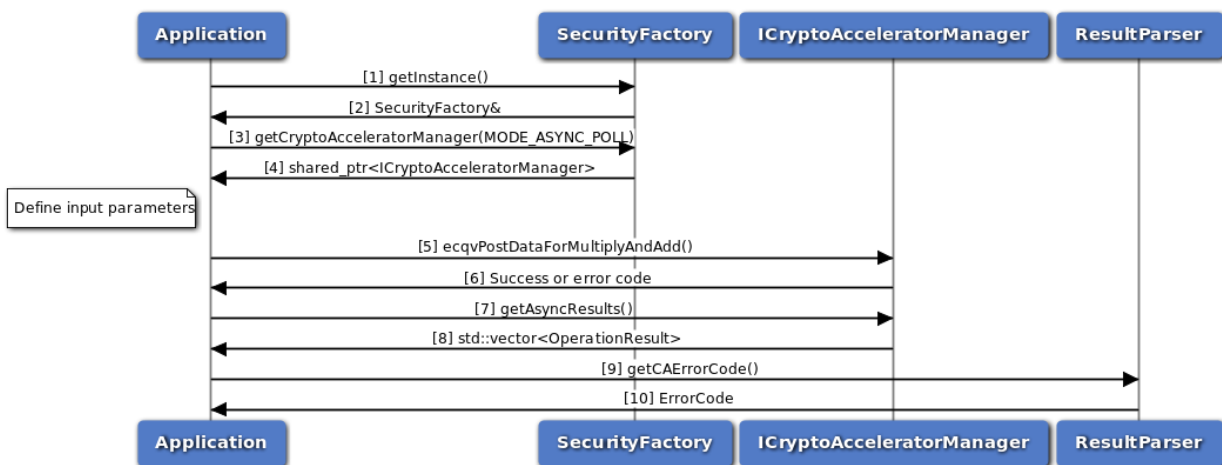 Application
SecurityFactory
ICryptoAcceleratorManager
ResultParser
[1] getInstance()
[2] SecurityFactory&
[3] getCryptoAcceleratorManager(MODE_ASYNC_POLL)
[4] shared_ptr<ICryptoAcceleratorManager>
Define input parameters
[5] ecqvPostDataForMultiplyAndAdd()
[6] Success or error code
[7] getAsyncResults()
[8] std::vector<OperationResult>
[9] getCAErrorCode()
[10] ErrorCode
Application
SecurityFactory
ICryptoAcceleratorManager
ResultParser